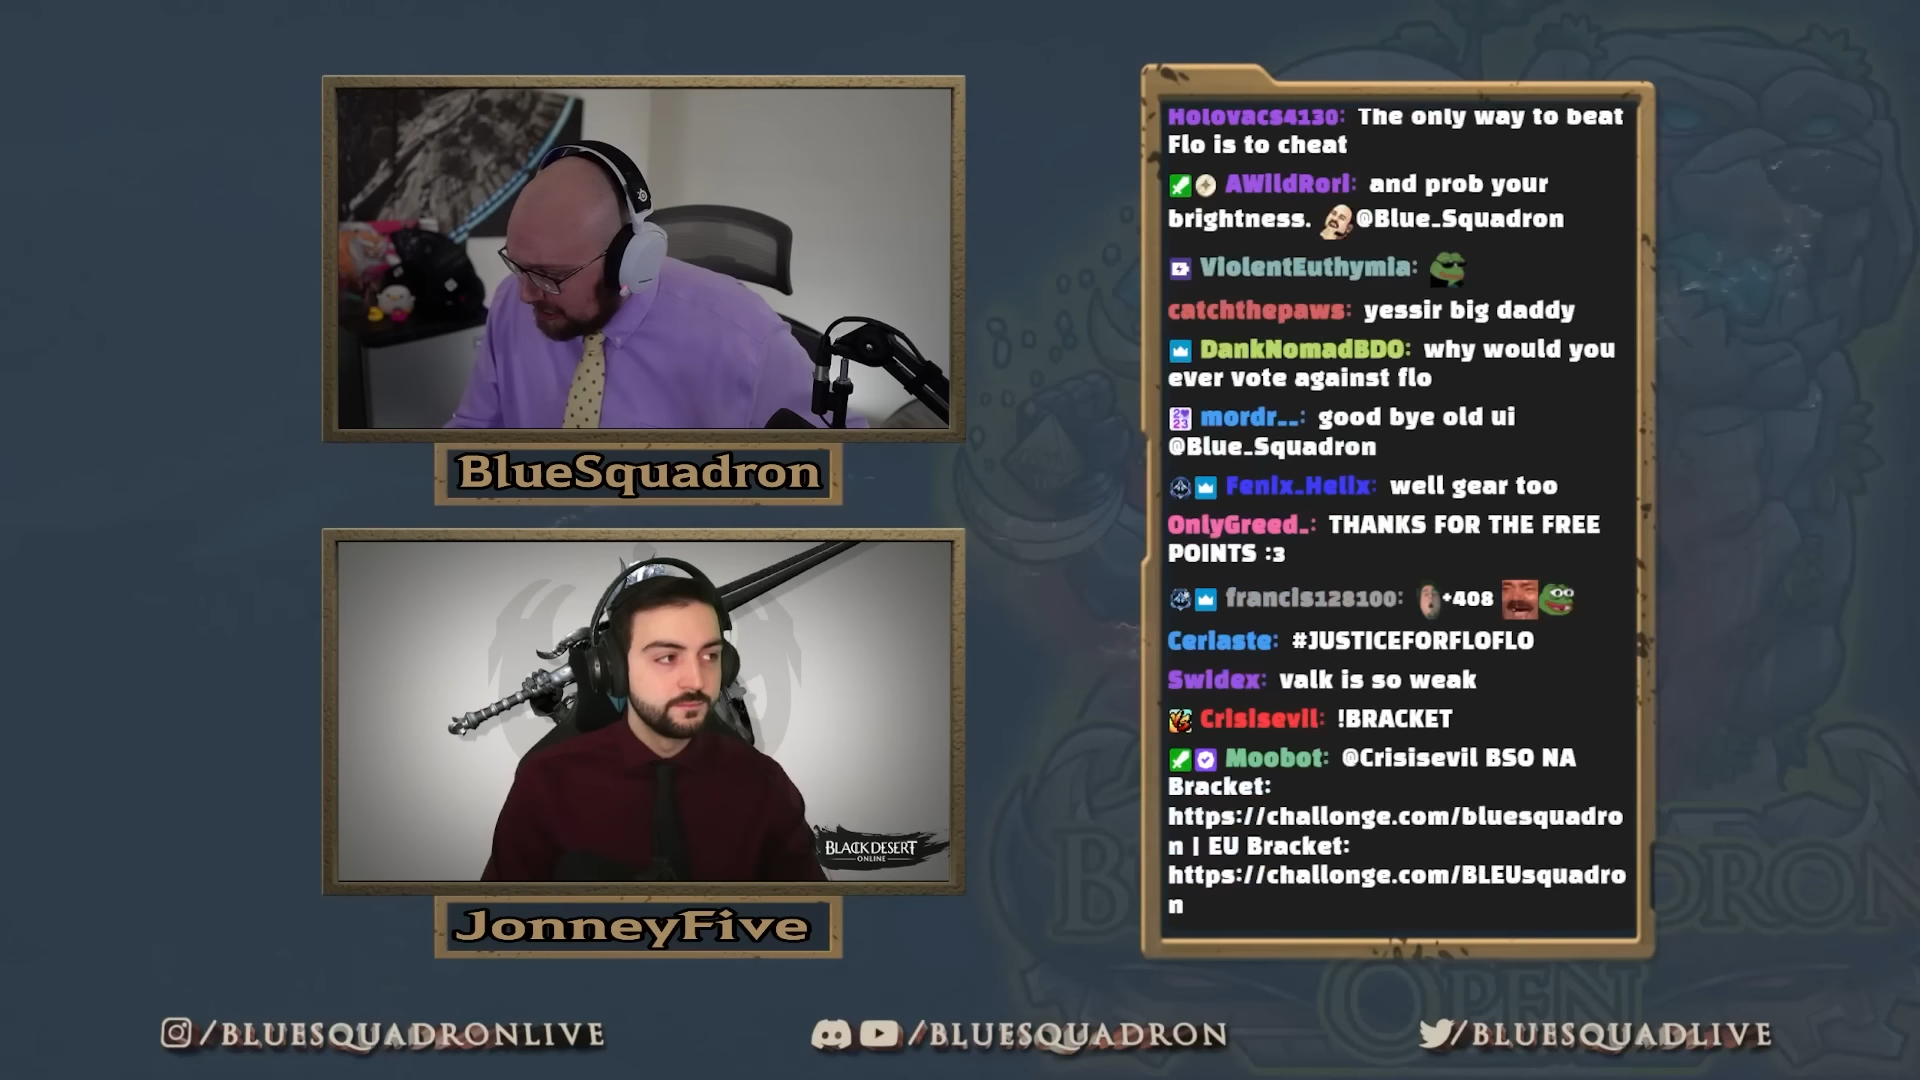 BlueSquadron
BLACK DESERT
ONLINE
JonneyFive
Holovacs4130: The only way to beat
Flo is to cheat
AWildRori: and prob your
brightness. @Blue_Squadron
ViolentEuthymia:
catchthepaws: yessir big daddy
DankNomadBDO: why would you
ever vote against flo
2 23 mordr__: good bye old ui
@Blue_Squadron
Fenix_Helix: well gear too
OnlyGreed_: THANKS FOR THE FREE
POINTS :3
francis128100: +408
Cerlaste: #JUSTICEFORFLOFLO
Swidex: valk is so weak
VS Crisisevil: !BRACKET
Moobot: @Crisisevil BSO NA
Bracket:
https://challonge.com/bluesquadro
n | EU Bracket:
https://challonge.com/BLEUsquadro
n
OPEN
/BLUESQUADRONLIVE
/BLUESQUADRON
/BLUESQUADLIVE